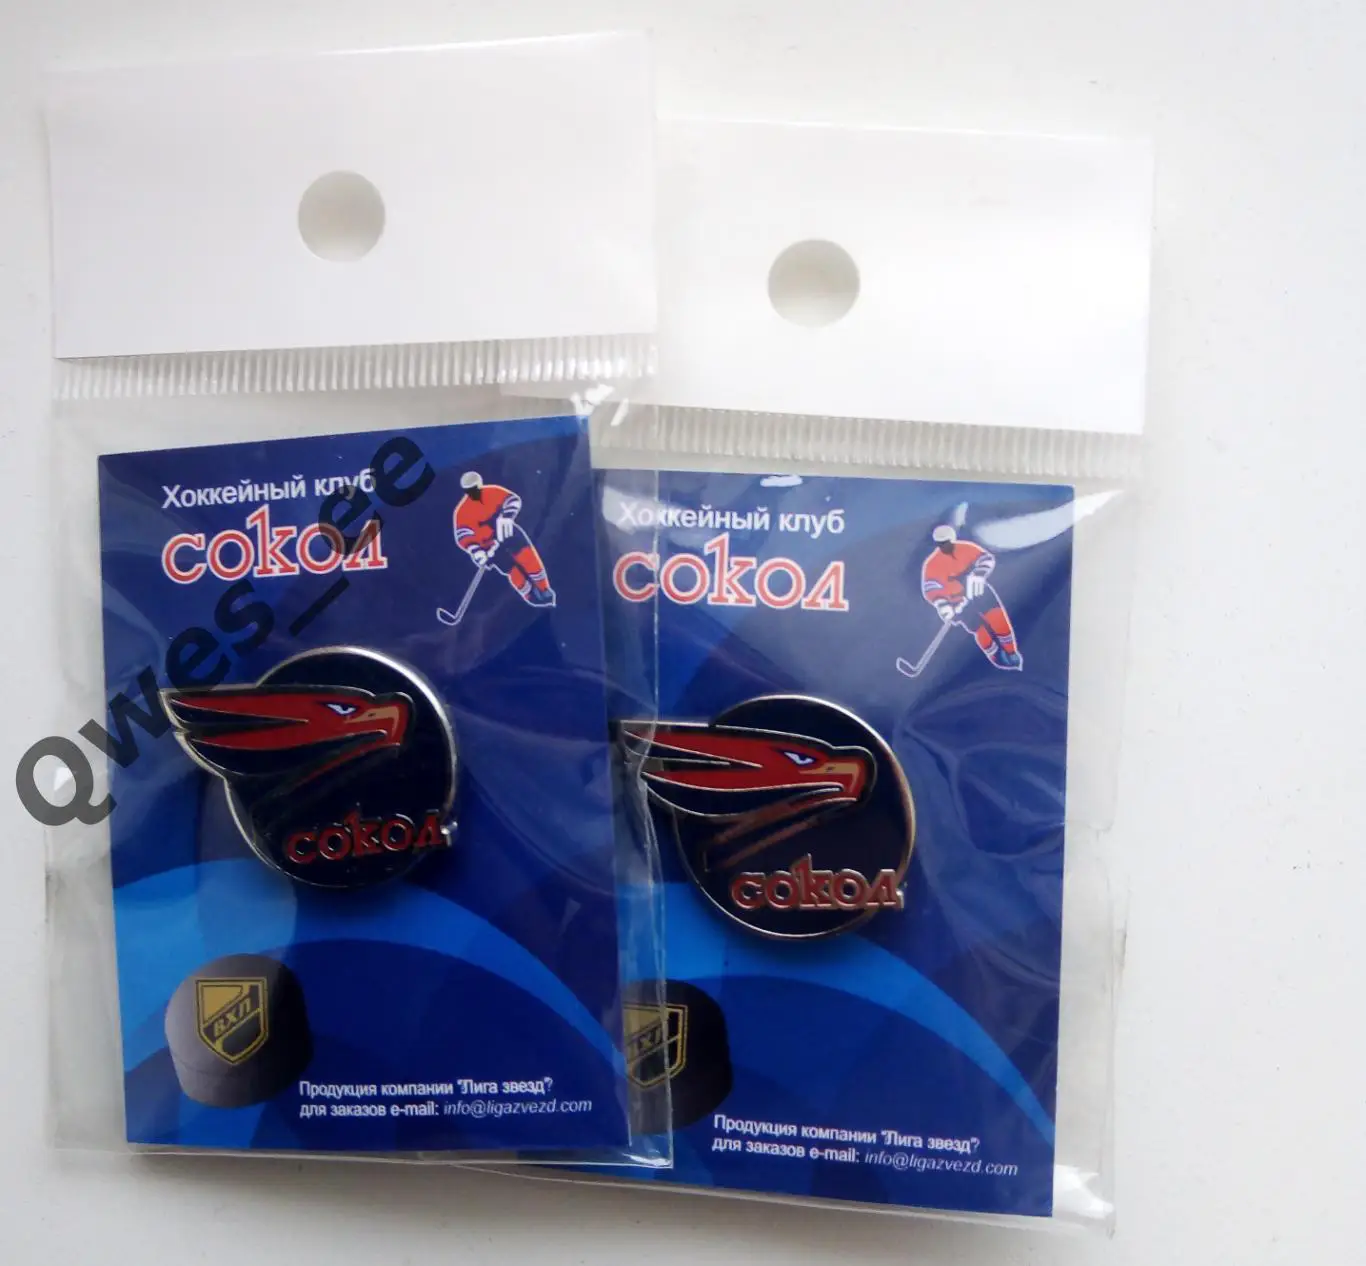 Хоккейный клуб
сокол
сокол
ВХЛ
Продукция компании "Лига звезд"?
для заказов e-mail: info@ligazvezd.com
Хоккейный клуб
сокол
сокол
ВХЛ
Продукция компании "Лига звезд"?
для заказов e-mail: info@ligazvezd.com
Qwes_ee